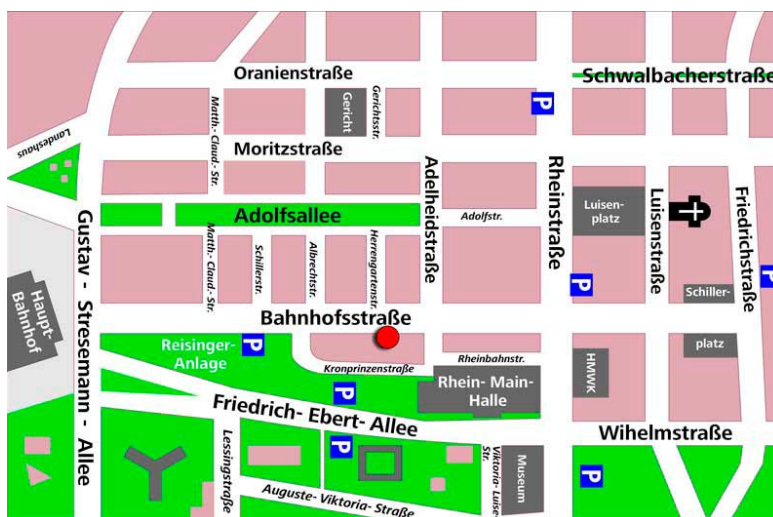 Oranienstraße
Schwalbacherstraße
Landeshaus
Matth.- Claud.- Str.
Gericht
Gerichtsstr.
P
Moritzstraße
Adelheidstraße
Rheinstraße
Luisenstraße
Friedrichstraße
Adolfsallee
Adolfstr.
Luisen-
platz
Gustav - Stresemann - Allee
Matth.- Claud.- Str.
Schillerstr.
Albrechtstr.
Herrengartenstr.
P
P
Haupt-
Bahnhof
Schiller-
Bahnhofsstraße
Reisinger-
Anlage
P
Kronprinzenstraße
Rheinbahnstr.
HMWK
platz
Rhein- Main-
Halle
P
Friedrich- Ebert- Allee
Wihelmstraße
P
Lessingstraße
Viktoria- Luise-
Str.
Museum
P
Auguste- Viktoria- Straße